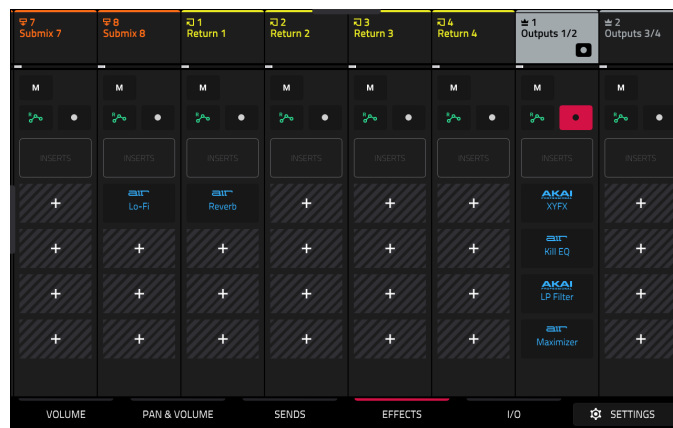 7 8 1 2 3 4 1 2
Submix 7 Submix 8 Return 1 Return 2 Return 3 Return 4 Outputs 1/2 Outputs 3/4
M M M M M M M M
R R R R R R R R
INSERTS INSERTS INSERTS INSERTS INSERTS INSERTS INSERTS INSERTS
+ air air + + + AKAI +
Lo-Fi Reverb XYFX
+ + + + + + air +
Kill EQ
+ + + + + + AKAI +
LP Filter
+ + + + + + air +
Maximizer
VOLUME PAN & VOLUME SENDS EFFECTS I/O SETTINGS